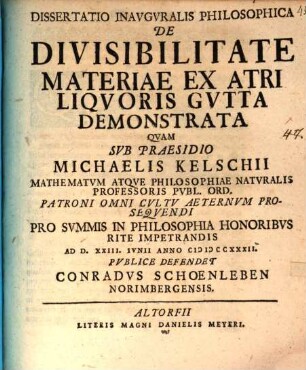 DISSERTATIO INAVGVRALIS PHILOSOPHICA
DE
DIVISIBILITATE
MATERIAE EX ATRI
LIQVORIS GVTTA
DEMONSTRATA
QVAM
SVB PRAESIDIO
MICHAELIS KELSCHII
MATHEMATVM ATQVE PHILOSOPHIAE NATVRALIS
PROFESSORIS PVBL. ORD.
PATRONI OMNI CVLTV AETERNVM PRO-
SEQVENDI
PRO SVMMIS IN PHILOSOPHIA HONORIBVS
RITE IMPETRANDIS
AD D. XXIII. IVNII ANNO CIↃIↃCCXXXII.
PVBLICE DEFENDET
CONRADVS SCHOENLEBEN
NORIMBERGENSIS.
ALTORFII
LITERIS MAGNI DANIELIS MEYERI.
47.